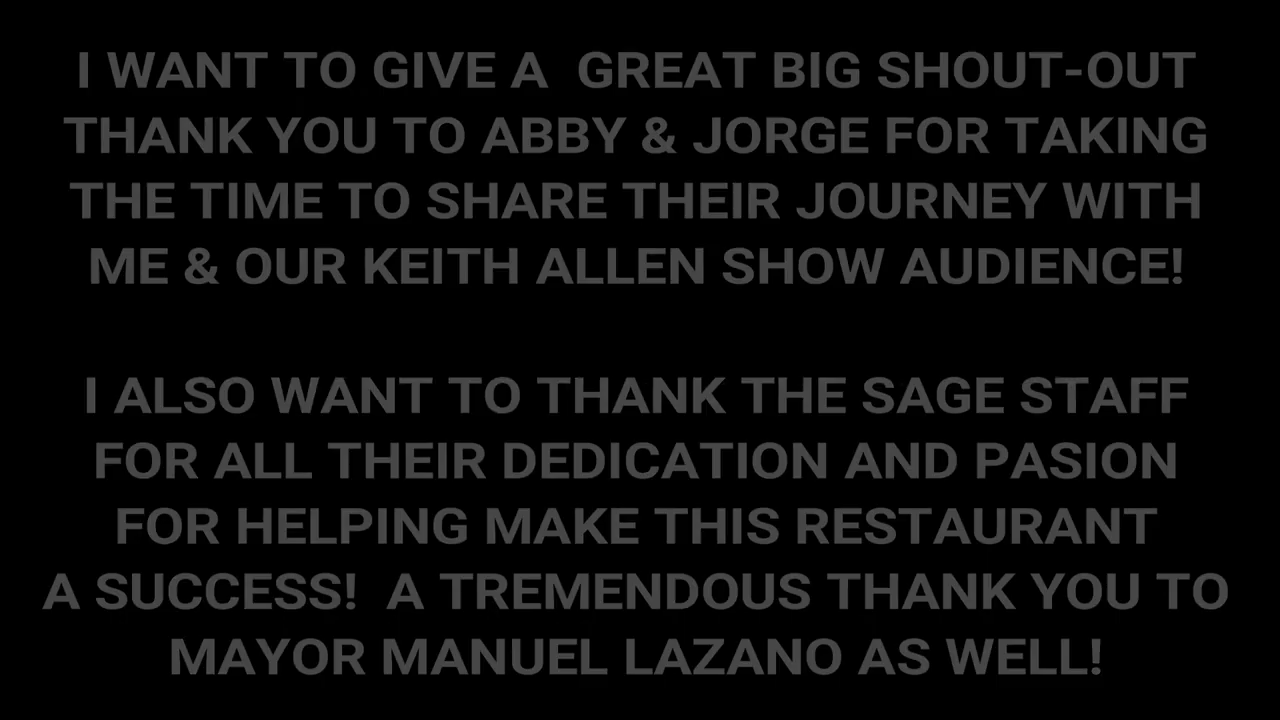 I WANT TO GIVE A  GREAT BIG SHOUT-OUT
THANK YOU TO ABBY & JORGE FOR TAKING
THE TIME TO SHARE THEIR JOURNEY WITH
ME & OUR KEITH ALLEN SHOW AUDIENCE!
I ALSO WANT TO THANK THE SAGE STAFF
FOR ALL THEIR DEDICATION AND PASION
FOR HELPING MAKE THIS RESTAURANT
A SUCCESS!  A TREMENDOUS THANK YOU TO
MAYOR MANUEL LAZANO AS WELL!